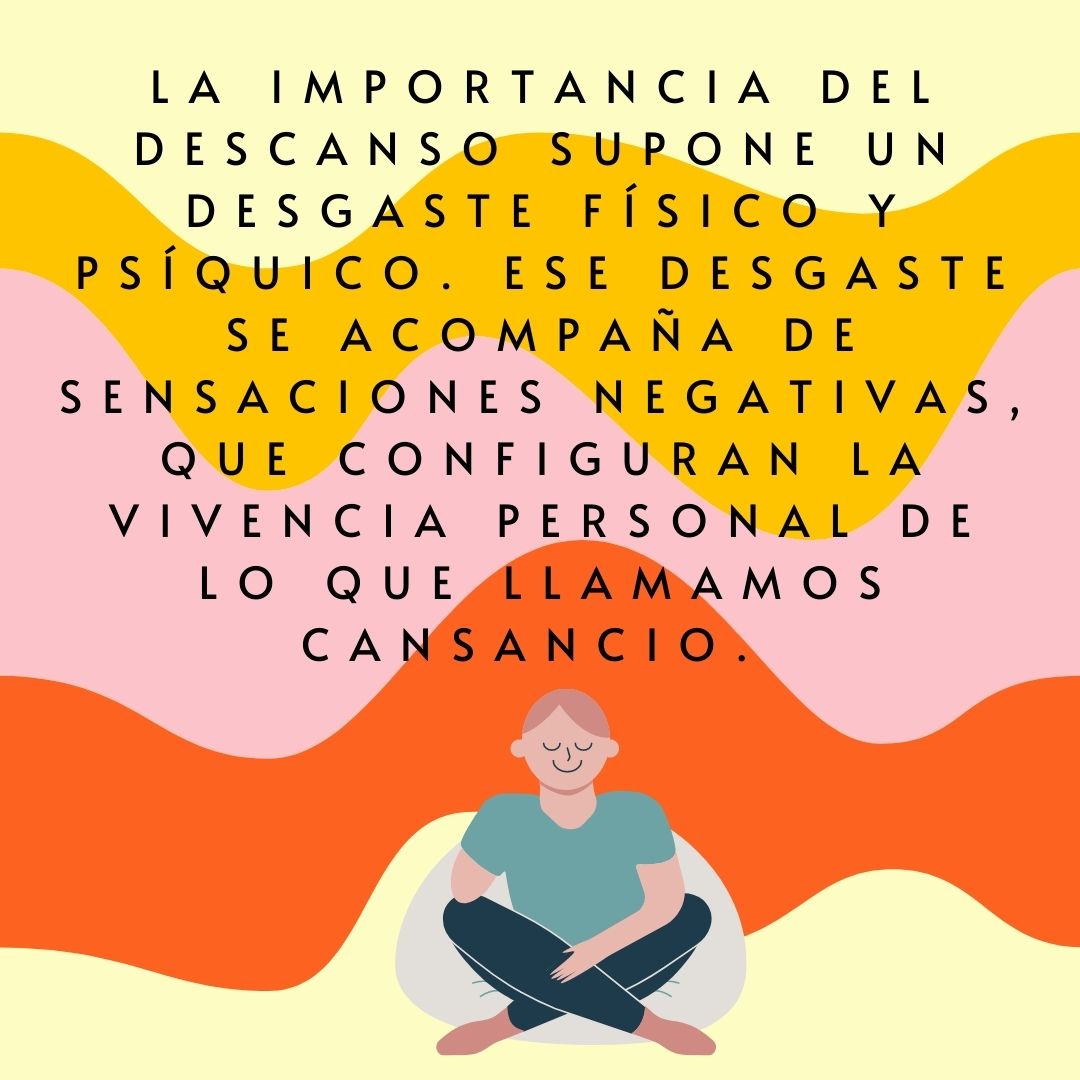 LA IMPORTANCIA DEL
DESCANSO SUPONE UN
DESGASTE FÍSICO Y
PSÍQUICO. ESE DESGASTE
SE ACOMPAÑA DE
SENSACIONES NEGATIVAS,
QUE CONFIGURAN LA
VIVENCIA PERSONAL DE
LO QUE LLAMAMOS
CANSANCIO.